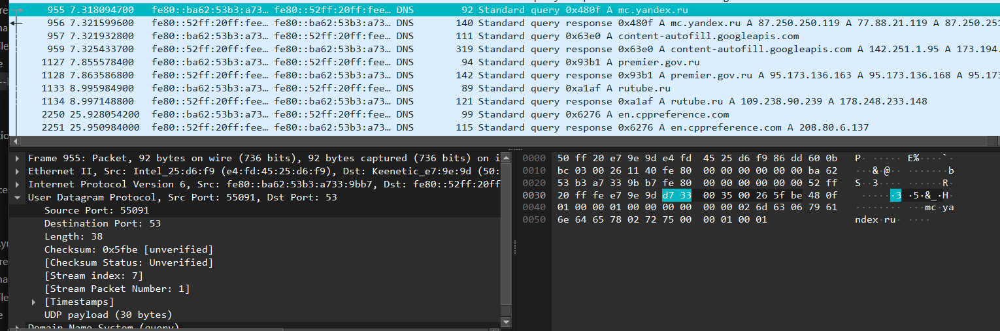 955 7.318094700 fe80::ba62:53b3:a73… fe80::52ff:20ff:fee… DNS 92 Standard query 0x480f A mc.yandex.ru
956 7.321599600 fe80::52ff:20ff:fee… fe80::ba62:53b3:a73… DNS 140 Standard query response 0x480f A mc.yandex.ru A 87.250.250.119 A 77.88.21.119 A 87.250.251
957 7.321932800 fe80::ba62:53b3:a73… fe80::52ff:20ff:fee… DNS 111 Standard query 0x63e0 A content-autofill.googleapis.com
959 7.325433700 fe80::52ff:20ff:fee… fe80::ba62:53b3:a73… DNS 319 Standard query response 0x63e0 A content-autofill.googleapis.com A 142.251.1.95 A 173.194.
1127 7.855578400 fe80::ba62:53b3:a73… fe80::52ff:20ff:fee… DNS 94 Standard query 0x93b1 A premier.gov.ru
1128 7.863586800 fe80::52ff:20ff:fee… fe80::ba62:53b3:a73… DNS 142 Standard query response 0x93b1 A premier.gov.ru A 95.173.136.163 A 95.173.136.168 A 95.173
1133 8.995984900 fe80::ba62:53b3:a73… fe80::52ff:20ff:fee… DNS 89 Standard query 0xa1af A rutube.ru
1134 8.997148800 fe80::52ff:20ff:fee… fe80::ba62:53b3:a73… DNS 121 Standard query response 0xa1af A rutube.ru A 109.238.90.239 A 178.248.233.148
2250 25.928054200 fe80::ba62:53b3:a73… fe80::52ff:20ff:fee… DNS 99 Standard query 0x6276 A en.cppreference.com
2251 25.950984000 fe80::52ff:20ff:fee… fe80::ba62:53b3:a73… DNS 115 Standard query response 0x6276 A en.cppreference.com A 208.80.6.137
Frame 955: Packet, 92 bytes on wire (736 bits), 92 bytes captured (736 bits) on i
Ethernet II, Src: Intel_25:d6:f9 (e4:fd:45:25:d6:f9), Dst: Keenetic_e7:9e:9d (50:
Internet Protocol Version 6, Src: fe80::ba62:53b3:a733:9bb7, Dst: fe80::52ff:20ff
User Datagram Protocol, Src Port: 55091, Dst Port: 53
Source Port: 55091
Destination Port: 53
Length: 38
Checksum: 0x5fbe [unverified]
[Checksum Status: Unverified]
[Stream index: 7]
[Stream Packet Number: 1]
[Timestamps]
UDP payload (30 bytes)
Domain Name System (query)
0000 50 ff 20 e7 9e 9d e4 fd 45 25 d6 f9 86 dd 60 0b P· ······ E%····`·
0010 bc 03 00 26 11 40 fe 80 00 00 00 00 00 00 ba 62 ···&·@·· ·······b
0020 53 b3 a7 33 9b b7 fe 80 00 00 00 00 00 00 52 ff S··3···· ······R·
0030 20 ff fe e7 9e 9d d7 33 00 35 00 26 5f be 48 0f ······3 ·5·&_·H·
0040 01 00 00 01 00 00 00 00 00 00 02 6d 63 06 79 61 ········ ···mc·ya
0050 6e 64 65 78 02 72 75 00 00 01 00 01 ndex·ru· ····